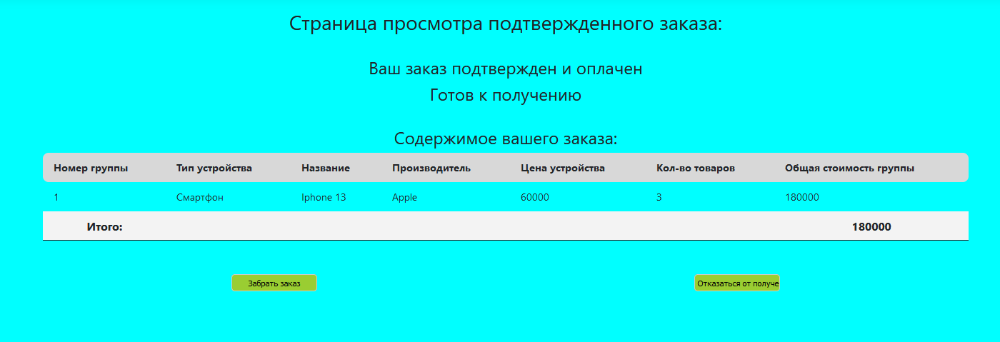 Страница просмотра подтвержденного заказа:
Ваш заказ подтвержден и оплачен
Готов к получению
Содержимое вашего заказа:
Номер группы Тип устройства Название Производитель Цена устройства Кол-во товаров Общая стоимость группы
1 Смартфон Iphone 13 Apple 60000 3 180000
Итого: 180000
Забрать заказ Отказаться от получе